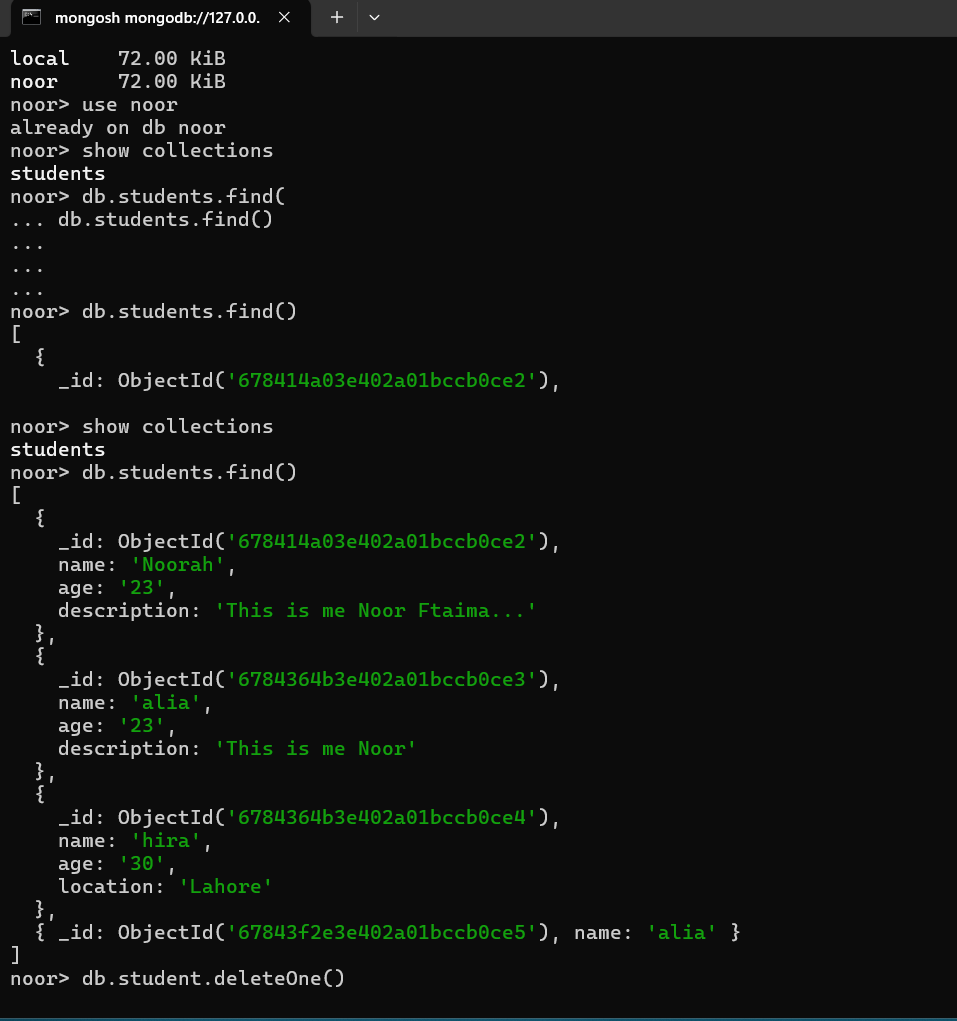 mongosh mongodb://127.0.0.
local    72.00 KiB
noor     72.00 KiB
noor> use noor
already on db noor
noor> show collections
students
noor> db.students.find(
... db.students.find()
...
...
...
noor> db.students.find()
[
  {
    _id: ObjectId('678414a03e402a01bccb0ce2'),

noor> show collections
students
noor> db.students.find()
[
  {
    _id: ObjectId('678414a03e402a01bccb0ce2'),
    name: 'Noorah',
    age: '23',
    description: 'This is me Noor Ftaima...'
  },
  {
    _id: ObjectId('6784364b3e402a01bccb0ce3'),
    name: 'alia',
    age: '23',
    description: 'This is me Noor'
  },
  {
    _id: ObjectId('6784364b3e402a01bccb0ce4'),
    name: 'hira',
    age: '30',
    location: 'Lahore'
  },
  { _id: ObjectId('67843f2e3e402a01bccb0ce5'), name: 'alia' }
]
noor> db.student.deleteOne()